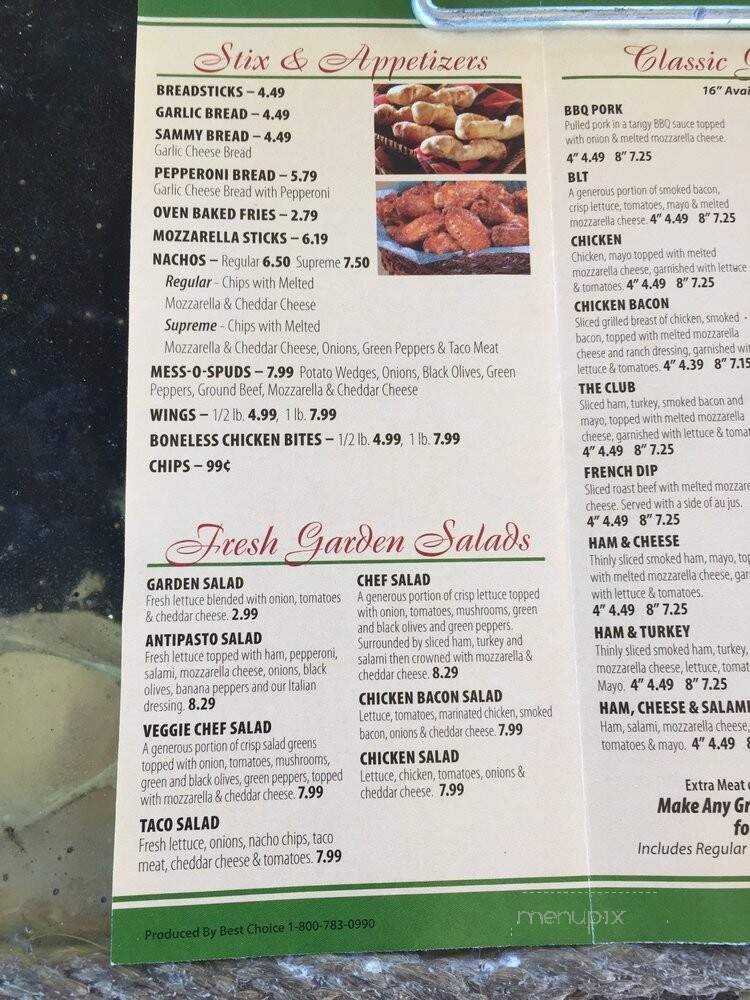 Stix & Appetizers
BREADSTICKS – 4.49
GARLIC BREAD – 4.49
SAMMY BREAD – 4.49
Garlic Cheese Bread
PEPPERONI BREAD – 5.79
Garlic Cheese Bread with Pepperoni
OVEN BAKED FRIES – 2.79
MOZZARELLA STICKS – 6.19
NACHOS – Regular 6.50 Supreme 7.50
Regular - Chips with Melted
Mozzarella & Cheddar Cheese
Supreme - Chips with Melted
Mozzarella & Cheddar Cheese, Onions, Green Peppers & Taco Meat
MESS-O-SPUDS – 7.99 Potato Wedges, Onions, Black Olives, Green
Peppers, Ground Beef, Mozzarella & Cheddar Cheese
WINGS – 1/2 lb. 4.99, 1 lb. 7.99
BONELESS CHICKEN BITES – 1/2 lb. 4.99, 1 lb. 7.99
CHIPS – 99¢
Fresh Garden Salads
GARDEN SALAD
Fresh lettuce blended with onion, tomatoes
& cheddar cheese. 2.99
ANTIPASTO SALAD
Fresh lettuce topped with ham, pepperoni,
salami, mozzarella cheese, onions, black
olives, banana peppers and our Italian
dressing. 8.29
VEGGIE CHEF SALAD
A generous portion of crisp salad greens
topped with onion, tomatoes, mushrooms,
green and black olives, green peppers, topped
with mozzarella & cheddar cheese. 7.99
TACO SALAD
Fresh lettuce, onions, nacho chips, taco
meat, cheddar cheese & tomatoes. 7.99
CHEF SALAD
A generous portion of crisp lettuce topped
with onion, tomatoes, mushrooms, green
and black olives and green peppers.
Surrounded by sliced ham, turkey and
salami then crowned with mozzarella &
cheddar cheese. 8.29
CHICKEN BACON SALAD
Lettuce, tomatoes, marinated chicken, smoked
bacon, onions & cheddar cheese. 7.99
CHICKEN SALAD
Lettuce, chicken, tomatoes, onions &
cheddar cheese. 7.99
Produced By Best Choice 1-800-783-0990
Classic
16" Avai
BBQ PORK
Pulled pork in a tangy BBQ sauce topped
with onion & melted mozzarella cheese.
4" 4.49 8" 7.25
BLT
A generous portion of smoked bacon,
crisp lettuce, tomatoes, mayo & melted
mozzarella cheese. 4" 4.49 8" 7.25
CHICKEN
Chicken, mayo topped with melted
mozzarella cheese, garnished with lettuce
& tomatoes. 4" 4.49 8" 7.25
CHICKEN BACON
Sliced grilled breast of chicken, smoked -
bacon, topped with melted mozzarella
cheese and ranch dressing, garnished wit
lettuce & tomatoes. 4" 4.39 8" 7.15
THE CLUB
Sliced ham, turkey, smoked bacon and
mayo, topped with melted mozzarella
cheese, garnished with lettuce & tomat
4" 4.49 8" 7.25
FRENCH DIP
Sliced roast beef with melted mozzare
cheese. Served with a side of au jus.
4" 4.49 8" 7.25
HAM & CHEESE
Thinly sliced smoked ham, mayo, top
with melted mozzarella cheese, gar
with lettuce & tomatoes.
4" 4.49 8" 7.25
HAM & TURKEY
Thinly sliced smoked ham, turkey,
mozzarella cheese, lettuce, tomat
Mayo. 4" 4.49 8" 7.25
HAM, CHEESE & SALAMI
Ham, salami, mozzarella cheese,
tomatoes & mayo. 4" 4.49 8
Extra Meat
Make Any Gr
fo
Includes Regular
menupix